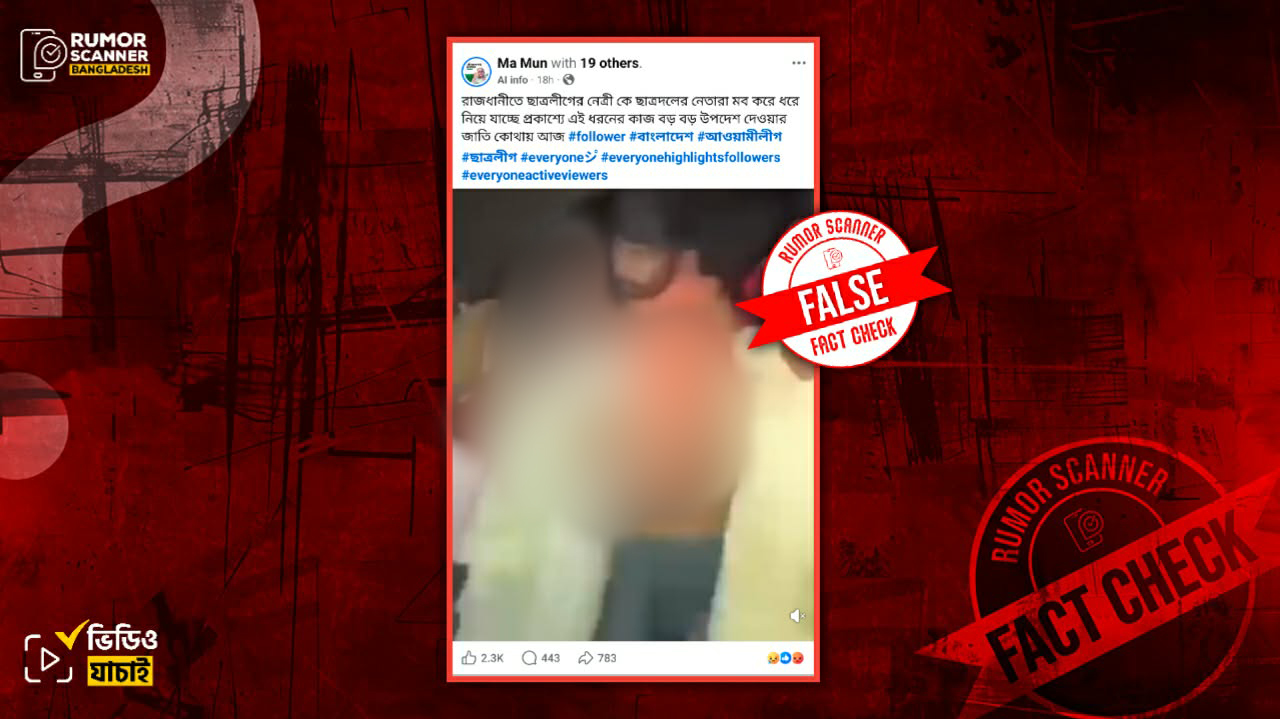 RUMOR
SCANNER
BANGLADESH
Ma Mun with 19 others.
AI info · 18h ·
রাজধানীতে ছাত্রলীগের নেত্রী কে ছাত্রদলের নেতারা মব করে ধরে
নিয়ে যাচ্ছে প্রকাশ্যে এই ধরনের কাজ বড় বড় উপদেশ দেওয়ার
জাতি কোথায় আজ #follower #বাংলাদেশ #আওয়ামীলীগ
#ছাত্রলীগ #everyoneシ゚ #everyonehighlightsfollowers
#everyoneactiveviewers
RUMOR SCANNER
FALSE
FACT CHECK
2.3K 443 783
ভিডিও
যাচাই
RUMOR SCANNER
FACT CHECK